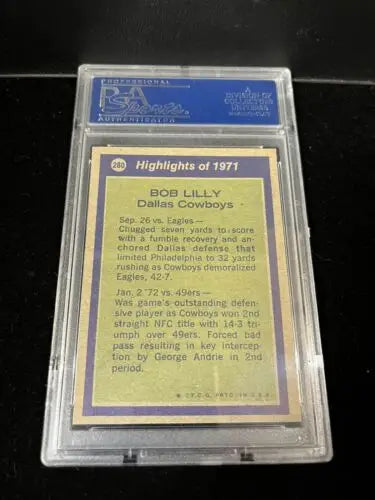 PROFESSIONAL
PSA
Sports
AUTHENTICATOR
A
DIVISION OF
COLLECTORS
UNIVERSE
280
Highlights of 1971
BOB LILLY
Dallas Cowboys
Sep. 26 vs. Eagles—
Chugged seven yards to score
with a fumble recovery and an-
chored Dallas defense that
limited Philadelphia to 32 yards
rushing as Cowboys demoralized
Eagles, 42-7.
Jan. 2 '72 vs. 49ers—
Was game's outstanding defen-
sive player as Cowboys won 2nd
straight NFC title with 14-3 tri-
umph over 49ers. Forced bad
pass resulting in key intercep-
tion by George Andrie in 2nd
period.
© T.C.G. PRTD. IN U.S.A.